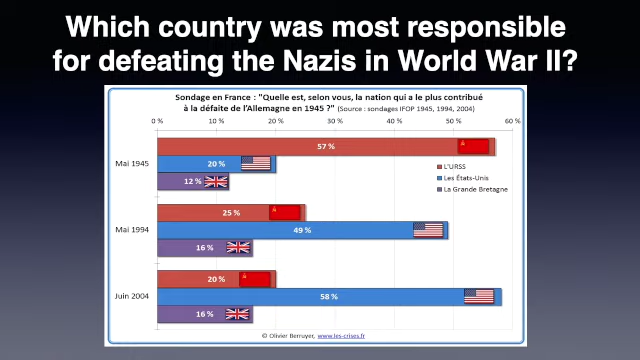 Which country was most responsible
for defeating the Nazis in World War II?
Sondage en France : "Quelle est, selon vous, la nation qui a le plus contribué
à la défaite de l'Allemagne en 1945 ?" (Source : sondages IFOP 1945, 1994, 2004)
0 % 10 % 20 % 30 % 40 % 50 % 60 %
Mai 1945
57 %
20 %
12 %
L'URSS
Les États-Unis
La Grande Bretagne
Mai 1994
25 %
49 %
16 %
Juin 2004
20 %
58 %
16 %
© Olivier Berruyer, www.les-crises.fr